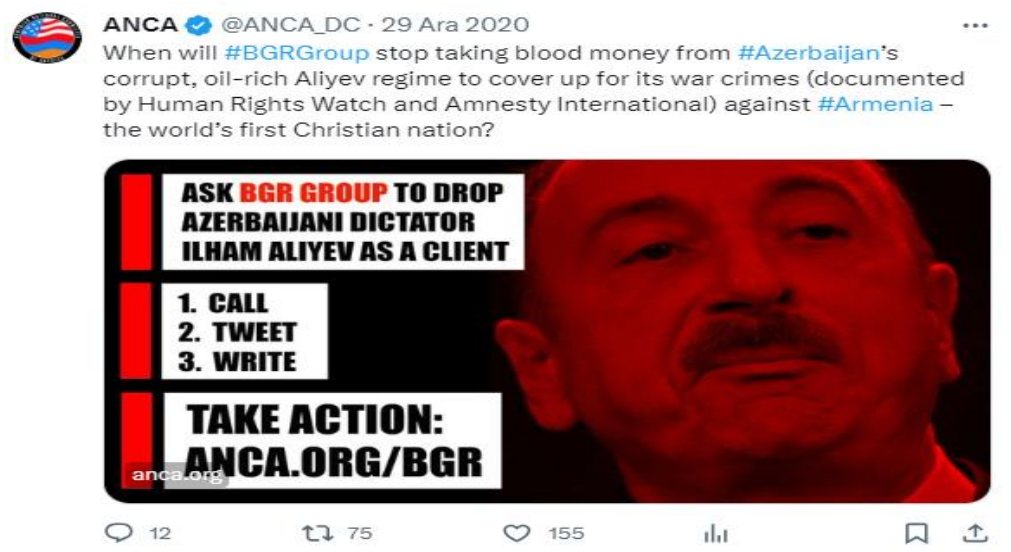 ANCA @ANCA_DC · 29 Ara 2020
When will #BGRGroup stop taking blood money from #Azerbaijan's
corrupt, oil-rich Aliyev regime to cover up for its war crimes (documented
by Human Rights Watch and Amnesty International) against #Armenia –
the world's first Christian nation?
ASK BGR GROUP TO DROP
AZERBAIJANI DICTATOR
ILHAM ALIYEV AS A CLIENT
1. CALL
2. TWEET
3. WRITE
TAKE ACTION:
ANCA.ORG/BGR
anca.org
12 75 155